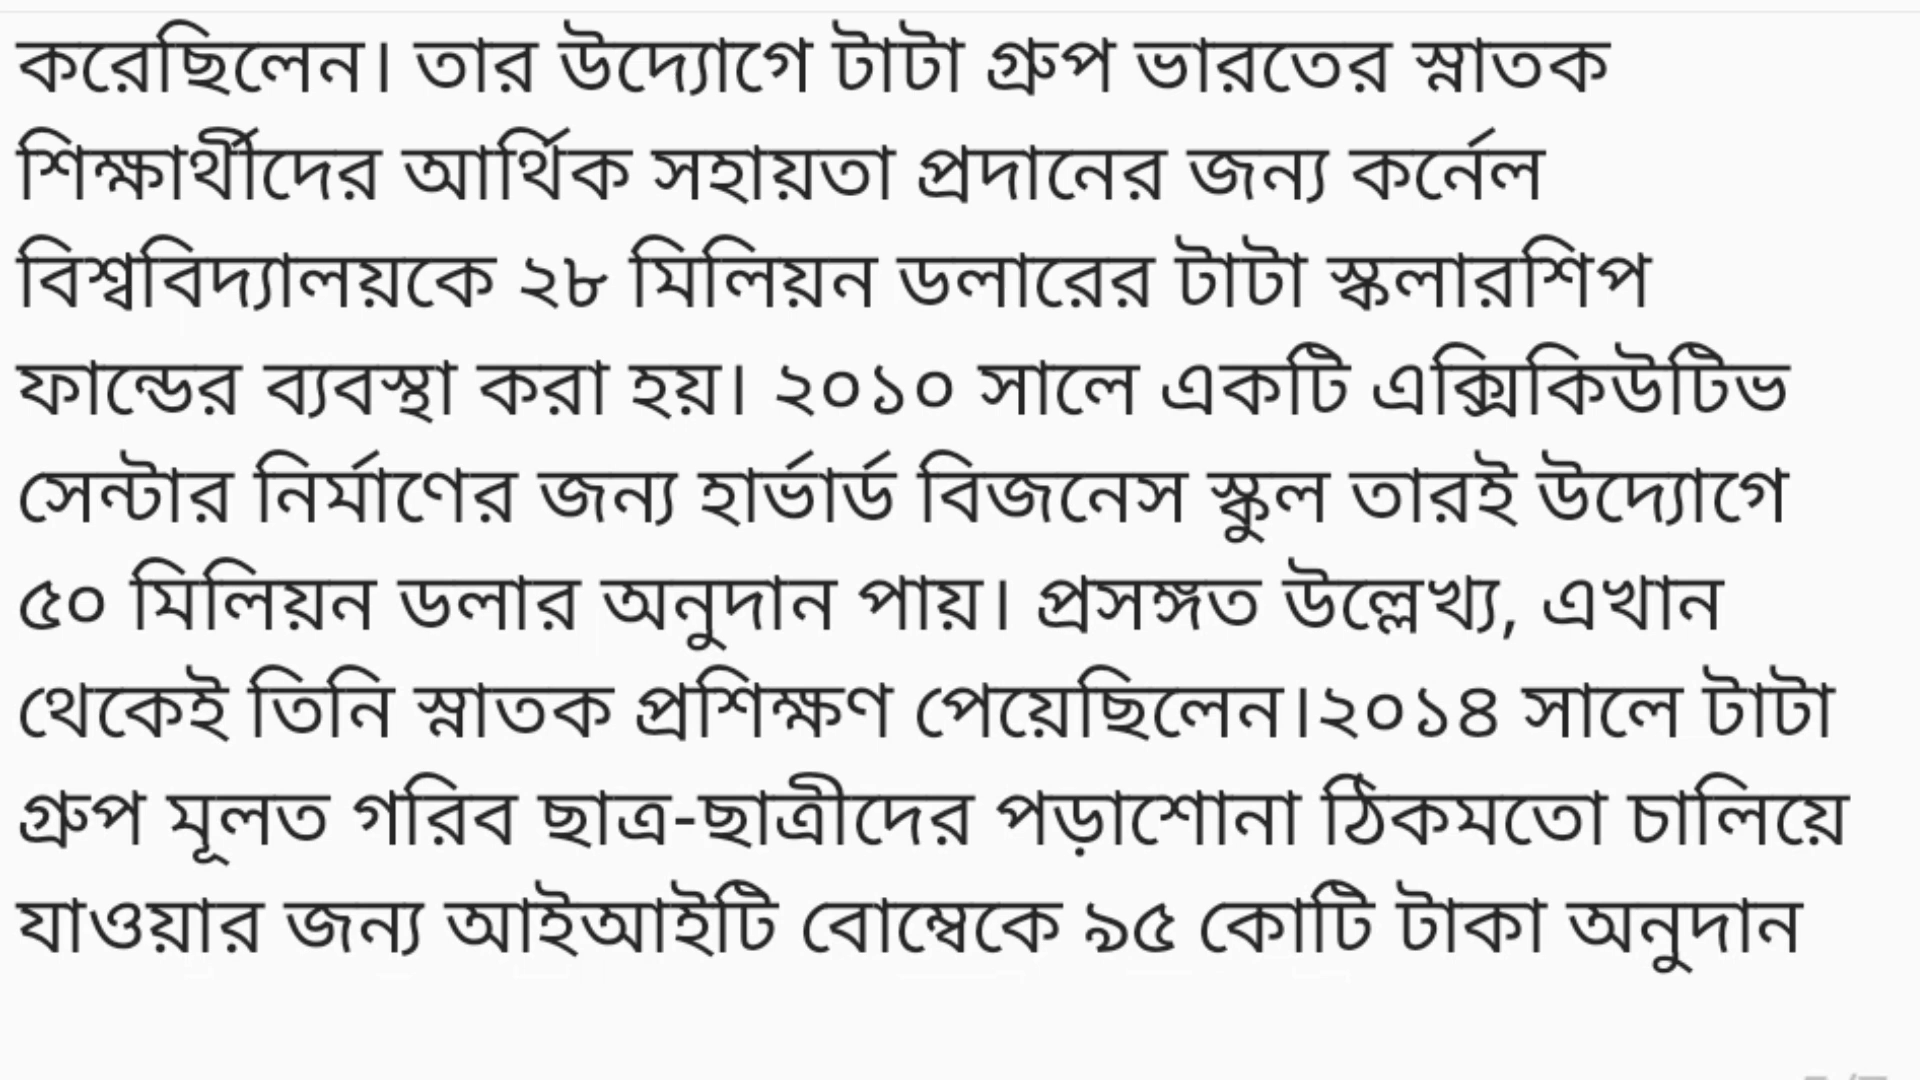 করেছিলেন। তার উদ্যোগে টাটা গ্রুপ ভারতের স্নাতক
শিক্ষার্থীদের আর্থিক সহায়তা প্রদানের জন্য কর্নেল
বিশ্ববিদ্যালয়কে ২৮ মিলিয়ন ডলারের টাটা স্কলারশিপ
ফান্ডের ব্যবস্থা করা হয়। ২০১০ সালে একটি এক্সিকিউটিভ
সেন্টার নির্মাণের জন্য হার্ভার্ড বিজনেস স্কুল তারই উদ্যোগে
৫০ মিলিয়ন ডলার অনুদান পায়। প্রসঙ্গত উল্লেখ্য, এখান
থেকেই তিনি স্নাতক প্রশিক্ষণ পেয়েছিলেন।২০১৪ সালে টাটা
গ্রুপ মূলত গরিব ছাত্র-ছাত্রীদের পড়াশোনা ঠিকমতো চালিয়ে
যাওয়ার জন্য আইআইটি বোম্বেকে ৯৫ কোটি টাকা অনুদান